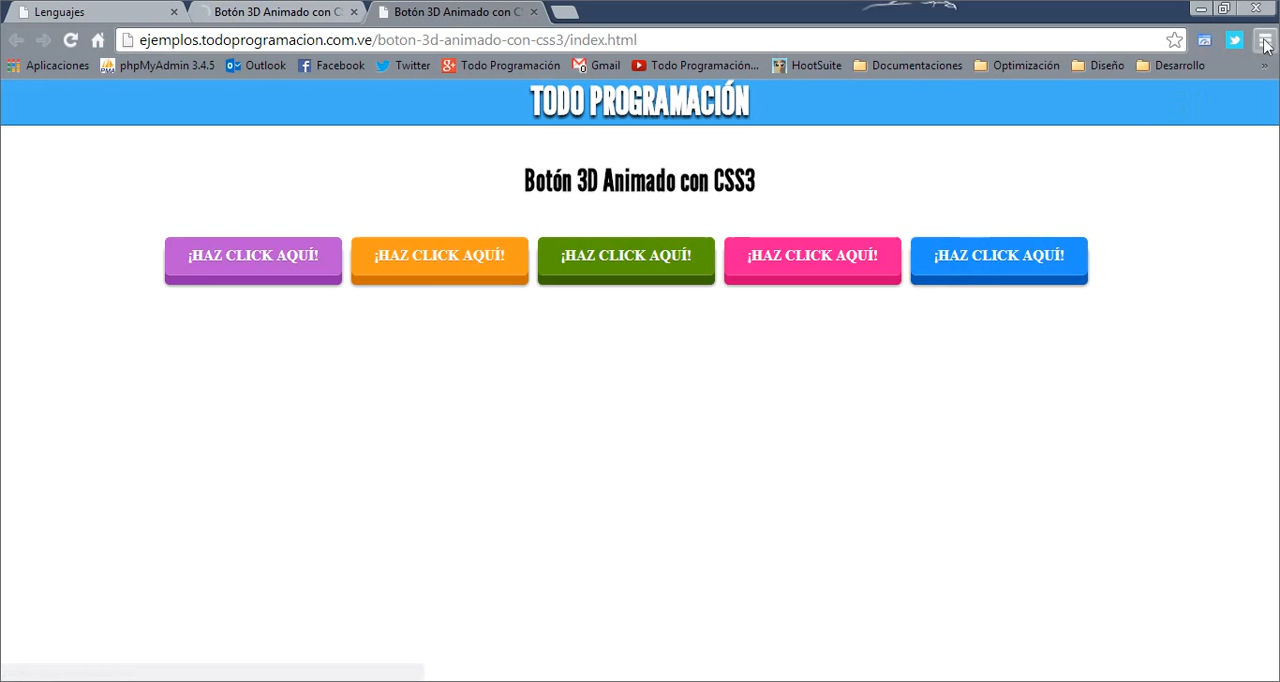 Lenguajes
Botón 3D Animado con C
Botón 3D Animado con C
ejemplos.todoprogramacion.com.ve/boton-3d-animado-con-css3/index.html
Aplicaciones phpMyAdmin 3.4.5 Outlook Facebook Twitter Todo Programación Gmail Todo Programación... HootSuite Documentaciones Optimización Diseño Desarrollo »
TODO PROGRAMACIÓN
Botón 3D Animado con CSS3
¡HAZ CLICK AQUÍ! ¡HAZ CLICK AQUÍ! ¡HAZ CLICK AQUÍ! ¡HAZ CLICK AQUÍ! ¡HAZ CLICK AQUÍ!